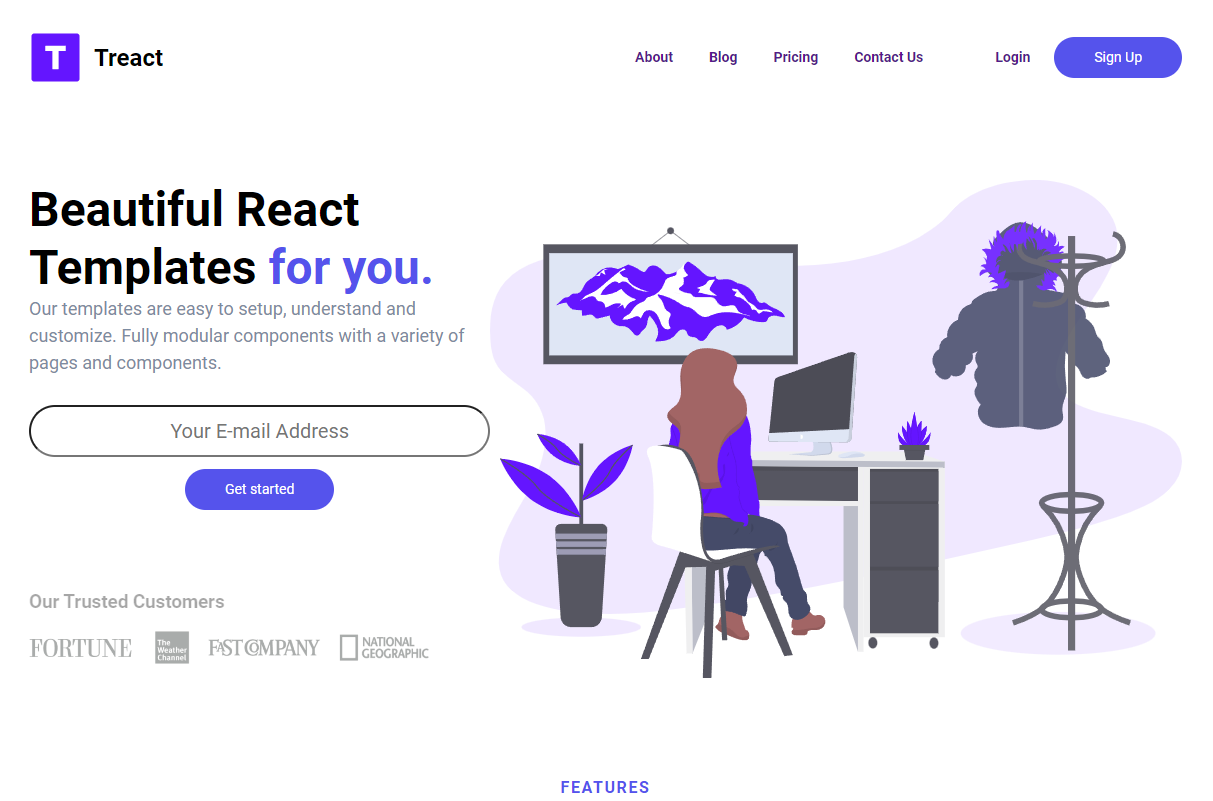 T Treact
About Blog Pricing Contact Us Login Sign Up
Beautiful React
Templates for you.
Our templates are easy to setup, understand and
customize. Fully modular components with a variety of
pages and components.
Your E-mail Address
Get started
Our Trusted Customers
FORTUNE
The
Weather
Channel
FAST COMPANY
NATIONAL
GEOGRAPHIC
FEATURES